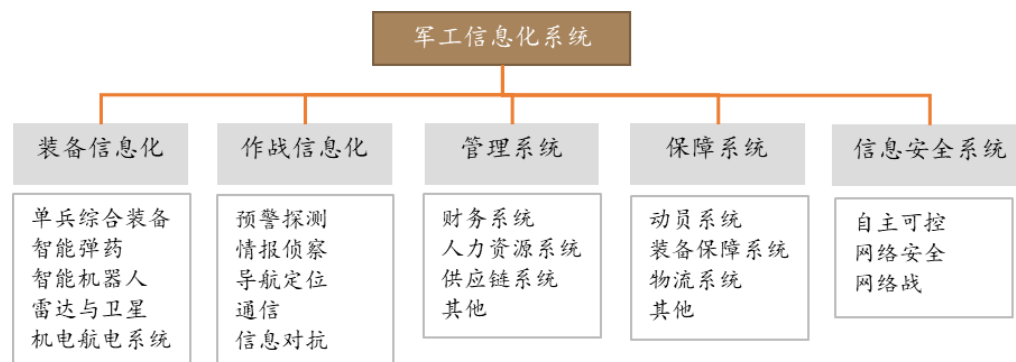 军工信息化系统
装备信息化
单兵综合装备
智能弹药
智能机器人
雷达与卫星
机电航电系统
作战信息化
预警探测
情报侦察
导航定位
通信
信息对抗
管理系统
财务系统
人力资源系统
供应链系统
其他
保障系统
动员系统
装备保障系统
物流系统
其他
信息安全系统
自主可控
网络安全
网络战